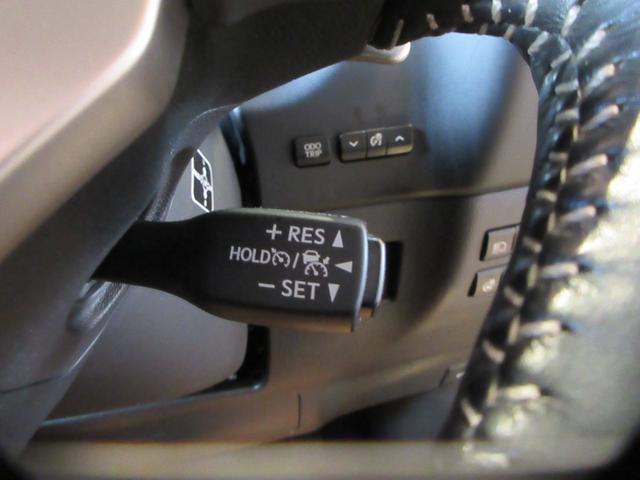 ODO
TRIP
+ RES ▲
HOLD / ◀
− SET ▼